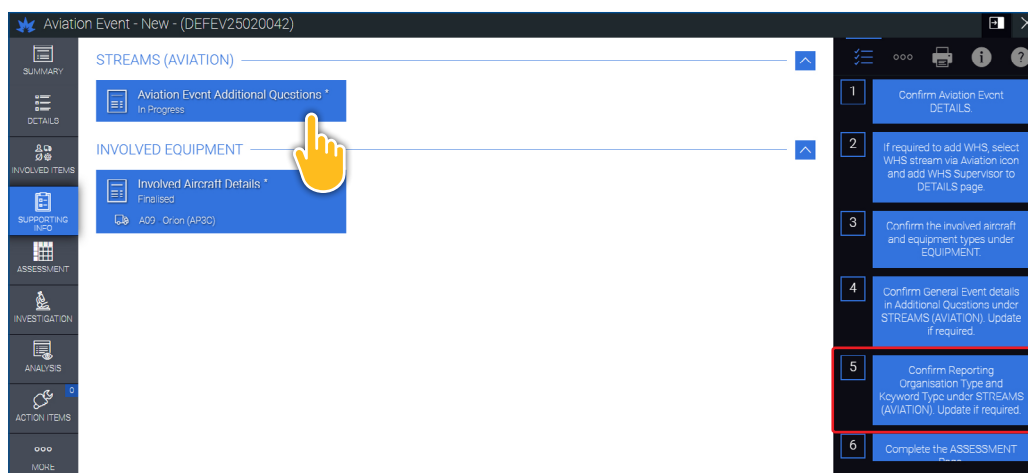 Aviation Event - New - (DEFEV25020042)
SUMMARY
DETAILS
INVOLVED ITEMS
SUPPORTING
INFO
ASSESSMENT
INVESTIGATION
ANALYSIS
0
ACTION ITEMS
MORE
STREAMS (AVIATION)
Aviation Event Additional Questions *
In Progress
INVOLVED EQUIPMENT
Involved Aircraft Details *
Finalised
A09 Orion (AP3C)
1
Confirm Aviation Event
DETAILS.
2
If required to add WHS, select
WHS stream via Aviation icon
and add WHS Supervisor to
DETAILS page.
3
Confirm the involved aircraft
and equipment types under
EQUIPMENT.
4
Confirm General Event details
in Additional Questions under
STREAMS (AVIATION). Update
if required.
5
Confirm Reporting
Organisation Type and
Keyword Type under STREAMS
(AVIATION). Update if required.
6
Complete the ASSESSMENT